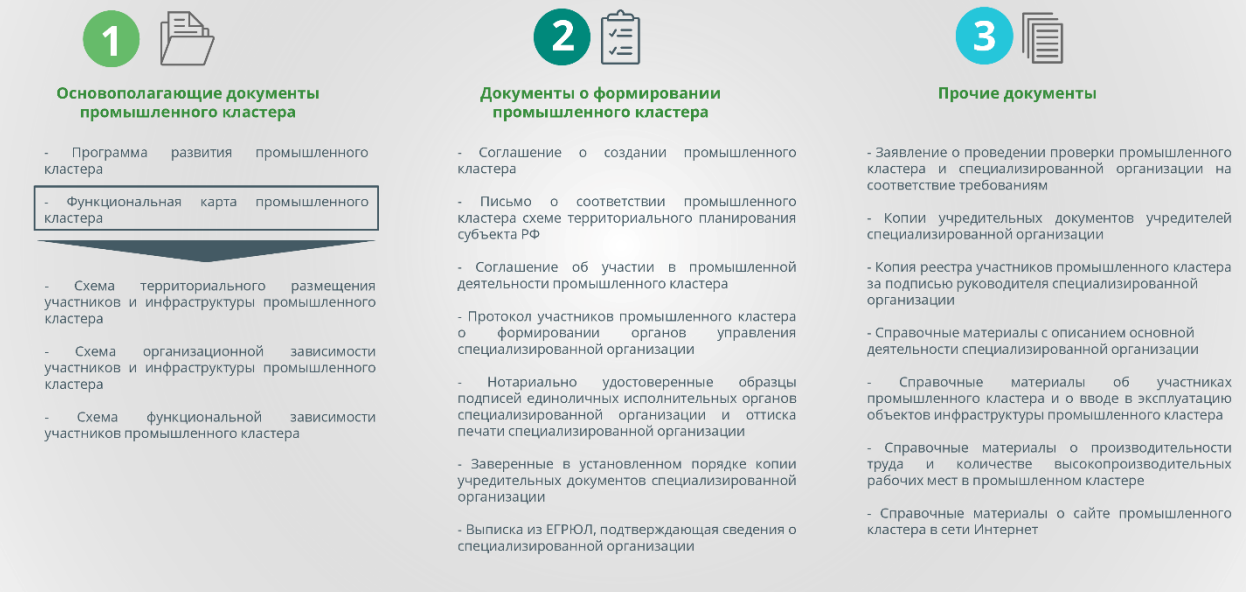 1
Основополагающие документы
промышленного кластера
- Программа развития промышленного
кластера
- Функциональная карта промышленного
кластера
- Схема территориального размещения
участников и инфраструктуры промышленного
кластера
- Схема организационной зависимости
участников и инфраструктуры промышленного
кластера
- Схема функциональной зависимости
участников промышленного кластера
2
Документы о формировании
промышленного кластера
- Соглашение о создании промышленного
кластера
- Письмо о соответствии промышленного
кластера схеме территориального планирования
субъекта РФ
- Соглашение об участии в промышленной
деятельности промышленного кластера
- Протокол участников промышленного кластера
о формировании органов управления
специализированной организации
- Нотариально удостоверенные образцы
подписей единоличных исполнительных органов
специализированной организации и оттиска
печати специализированной организации
- Заверенные в установленном порядке копии
учредительных документов специализированной
организации
- Выписка из ЕГРЮЛ, подтверждающая сведения о
специализированной организации
3
Прочие документы
- Заявление о проведении проверки промышленного
кластера и специализированной организации на
соответствие требованиям
- Копии учредительных документов учредителей
специализированной организации
- Копия реестра участников промышленного кластера
за подписью руководителя специализированной
организации
- Справочные материалы с описанием основной
деятельности специализированной организации
- Справочные материалы об участниках
промышленного кластера и о вводе в эксплуатацию
объектов инфраструктуры промышленного кластера
- Справочные материалы о производительности
труда и количестве высокопроизводительных
рабочих мест в промышленном кластере
- Справочные материалы о сайте промышленного
кластера в сети Интернет